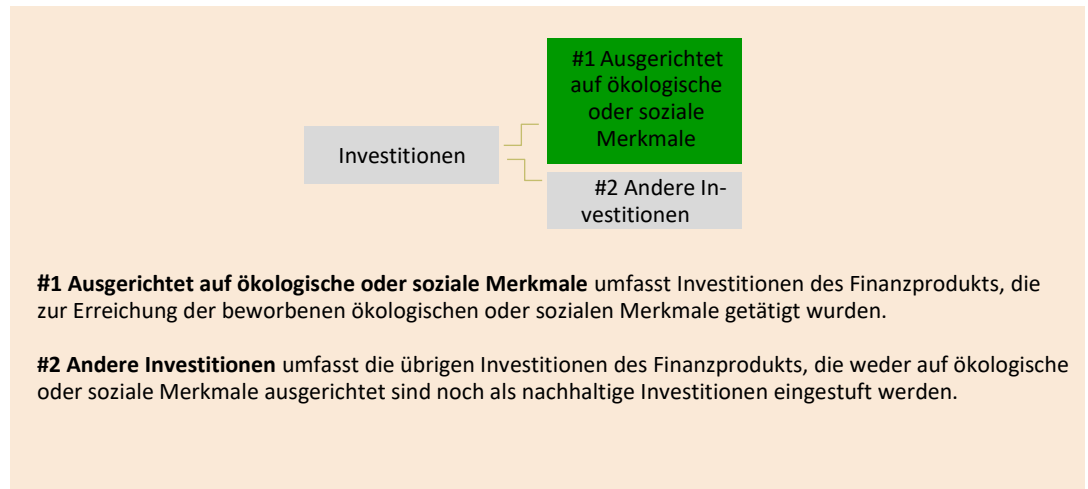 #1 Ausgerichtet
auf ökologische
oder soziale
Merkmale
Investitionen
#2 Andere In-
vestitionen
#1 Ausgerichtet auf ökologische oder soziale Merkmale umfasst Investitionen des Finanzprodukts, die
zur Erreichung der beworbenen ökologischen oder sozialen Merkmale getätigt wurden.
#2 Andere Investitionen umfasst die übrigen Investitionen des Finanzprodukts, die weder auf ökologische
oder soziale Merkmale ausgerichtet sind noch als nachhaltige Investitionen eingestuft werden.